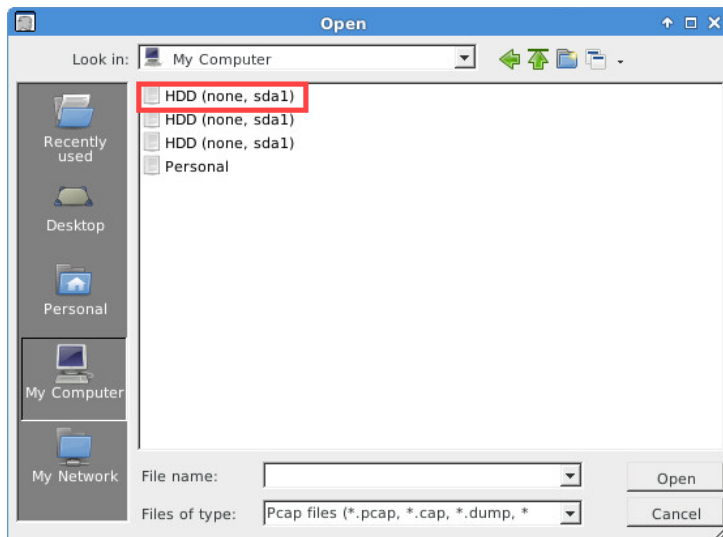 Open
Look in: My Computer
HDD (none, sda1)
HDD (none, sda1)
HDD (none, sda1)
Personal
Recently
used
Desktop
Personal
My Computer
My Network
File name:
Open
Files of type: Pcap files (*.pcap, *.cap, *.dump, *
Cancel